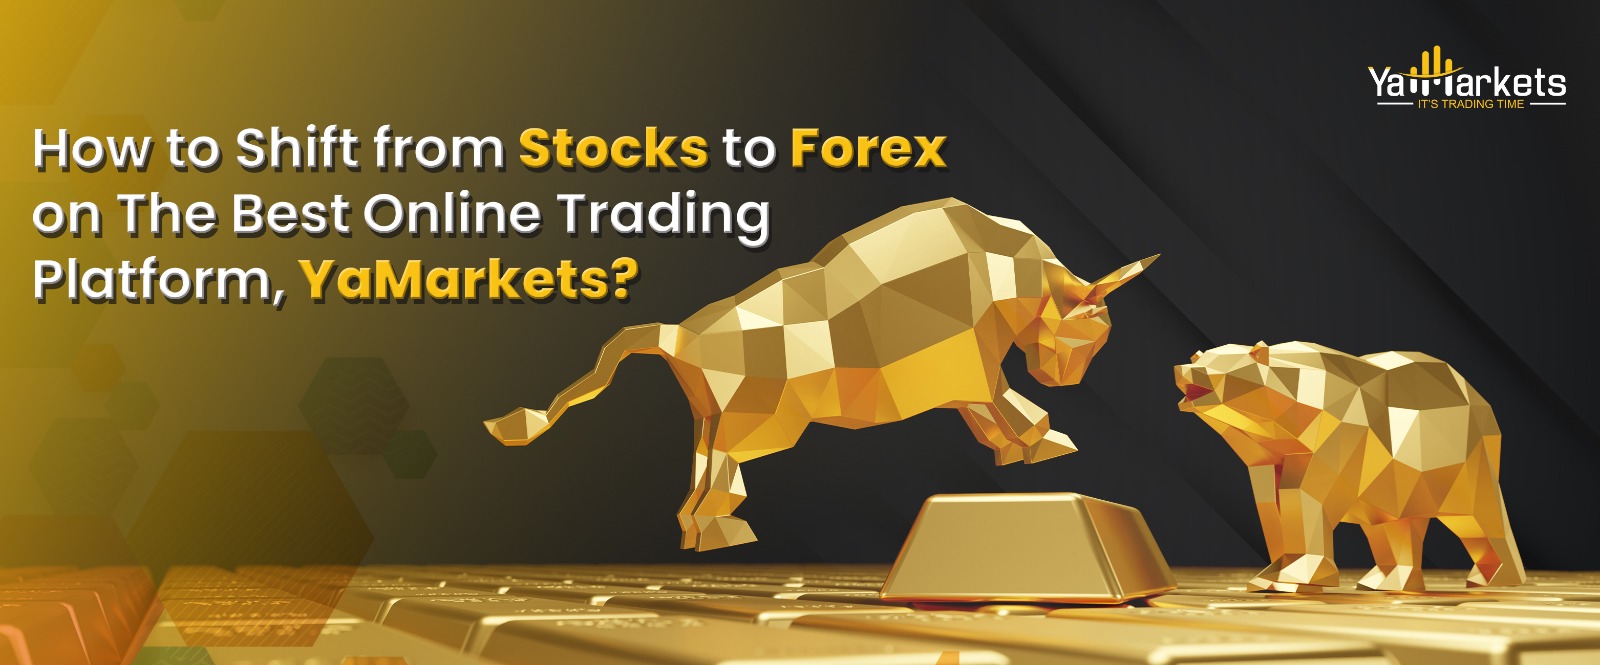 How to Shift from Stocks to Forex
on The Best Online Trading
Platform, YaMarkets?
YaMarkets
IT'S TRADING TIME